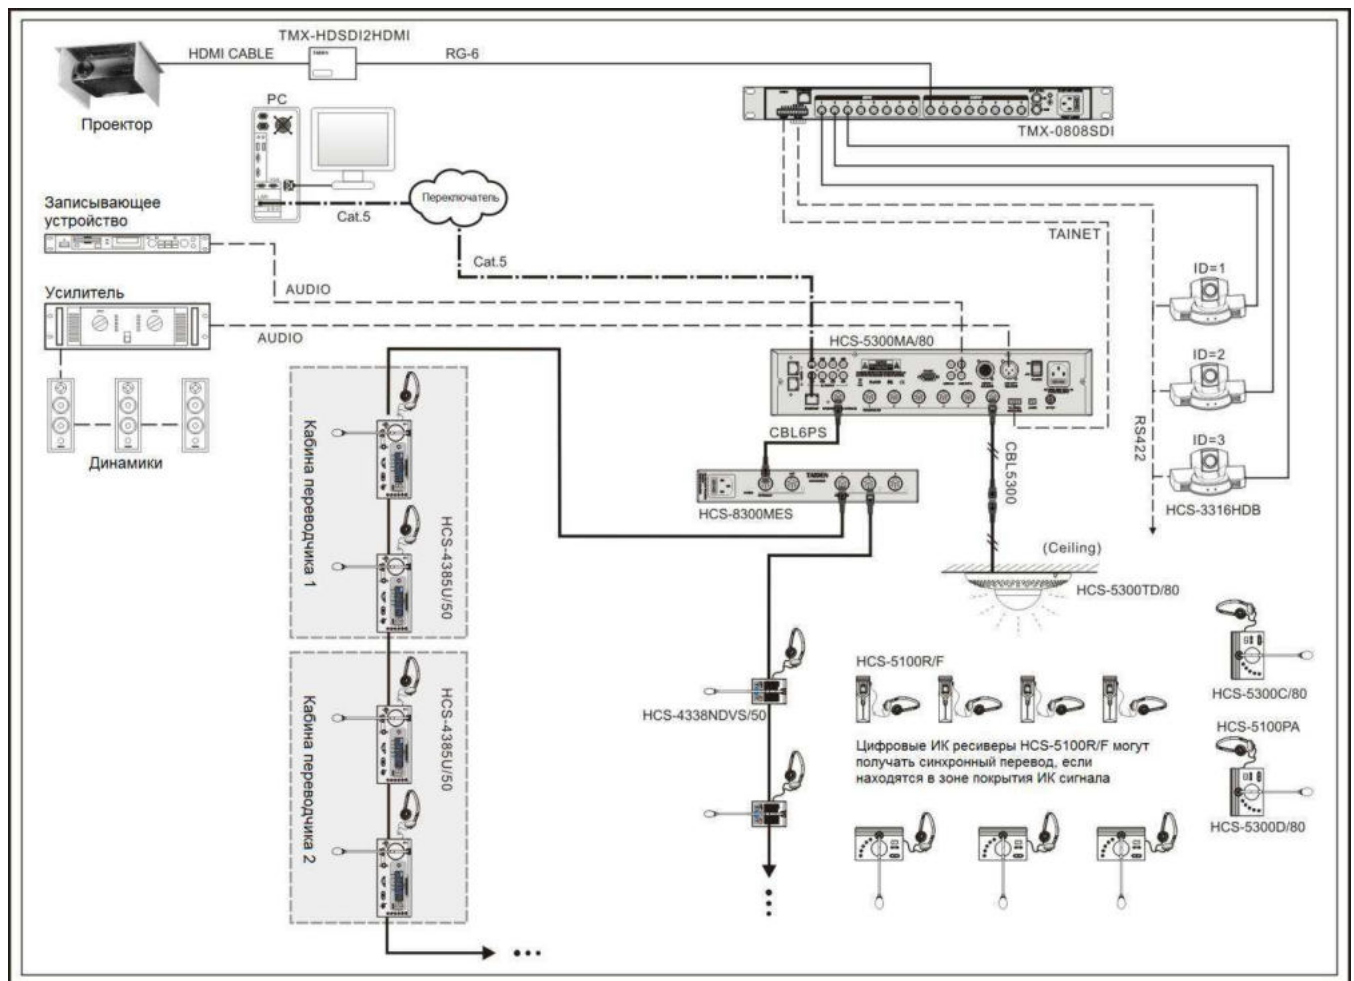 TMX-HDSDI2HDMI
HDMI CABLE
RG-6
Проектор
PC
TMX-0808SDI
Переключатель
Cat.5
Записывающее
устройство
TAINET
Cat.5
ID=1
AUDIO
Усилитель
AUDIO
HCS-5300MA/80
ID=2
RS422
CBL6PS
CBL5300
ID=3
Динамики
Кабина переводчика 1
HCS-4385U/50
TAIDEN
HCS-8300MES
HCS-3316HDB
(Ceiling)
HCS-5300TD/80
HCS-5100R/F
HCS-5300C/80
HCS-4338NDVS/50
Кабина переводчика 2
HCS-4385U/50
HCS-5100PA
Цифровые ИК ресиверы HCS-5100R/F могут
получать синхронный перевод, если
находятся в зоне покрытия ИК сигнала
HCS-5300D/80